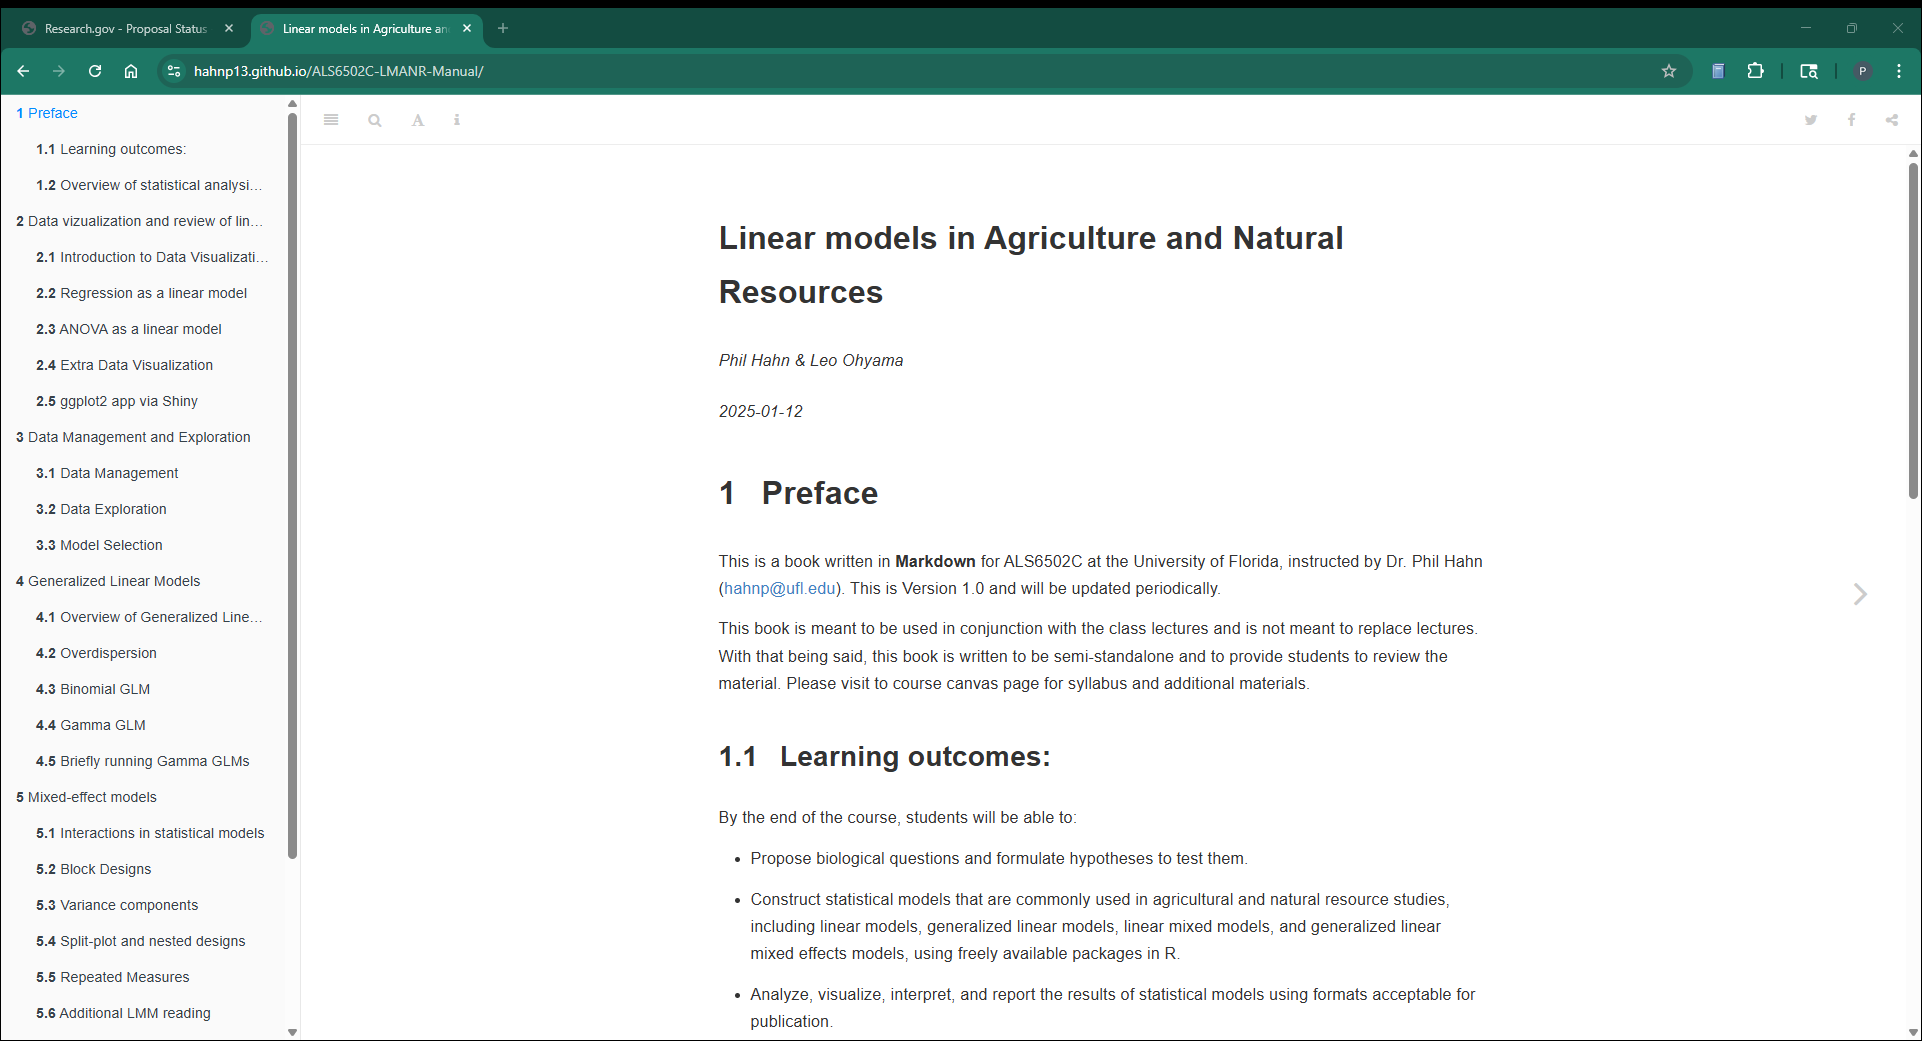 Research.gov - Proposal Status
Linear models in Agriculture an
hahnp13.github.io/ALS6502C-LMANR-Manual/
P
1 Preface
1.1 Learning outcomes:
1.2 Overview of statistical analysi…
2 Data vizualization and review of lin…
2.1 Introduction to Data Visualizati…
2.2 Regression as a linear model
2.3 ANOVA as a linear model
2.4 Extra Data Visualization
2.5 ggplot2 app via Shiny
3 Data Management and Exploration
3.1 Data Management
3.2 Data Exploration
3.3 Model Selection
4 Generalized Linear Models
4.1 Overview of Generalized Line…
4.2 Overdispersion
4.3 Binomial GLM
4.4 Gamma GLM
4.5 Briefly running Gamma GLMs
5 Mixed-effect models
5.1 Interactions in statistical models
5.2 Block Designs
5.3 Variance components
5.4 Split-plot and nested designs
5.5 Repeated Measures
5.6 Additional LMM reading
A
Linear models in Agriculture and Natural
Resources
Phil Hahn & Leo Ohyama
2025-01-12
1 Preface
This is a book written in Markdown for ALS6502C at the University of Florida, instructed by Dr. Phil Hahn
(hahnp@ufl.edu). This is Version 1.0 and will be updated periodically.
This book is meant to be used in conjunction with the class lectures and is not meant to replace lectures.
With that being said, this book is written to be semi-standalone and to provide students to review the
material. Please visit to course canvas page for syllabus and additional materials.
1.1 Learning outcomes:
By the end of the course, students will be able to:
• Propose biological questions and formulate hypotheses to test them.
• Construct statistical models that are commonly used in agricultural and natural resource studies,
including linear models, generalized linear models, linear mixed models, and generalized linear
mixed effects models, using freely available packages in R.
• Analyze, visualize, interpret, and report the results of statistical models using formats acceptable for
publication.